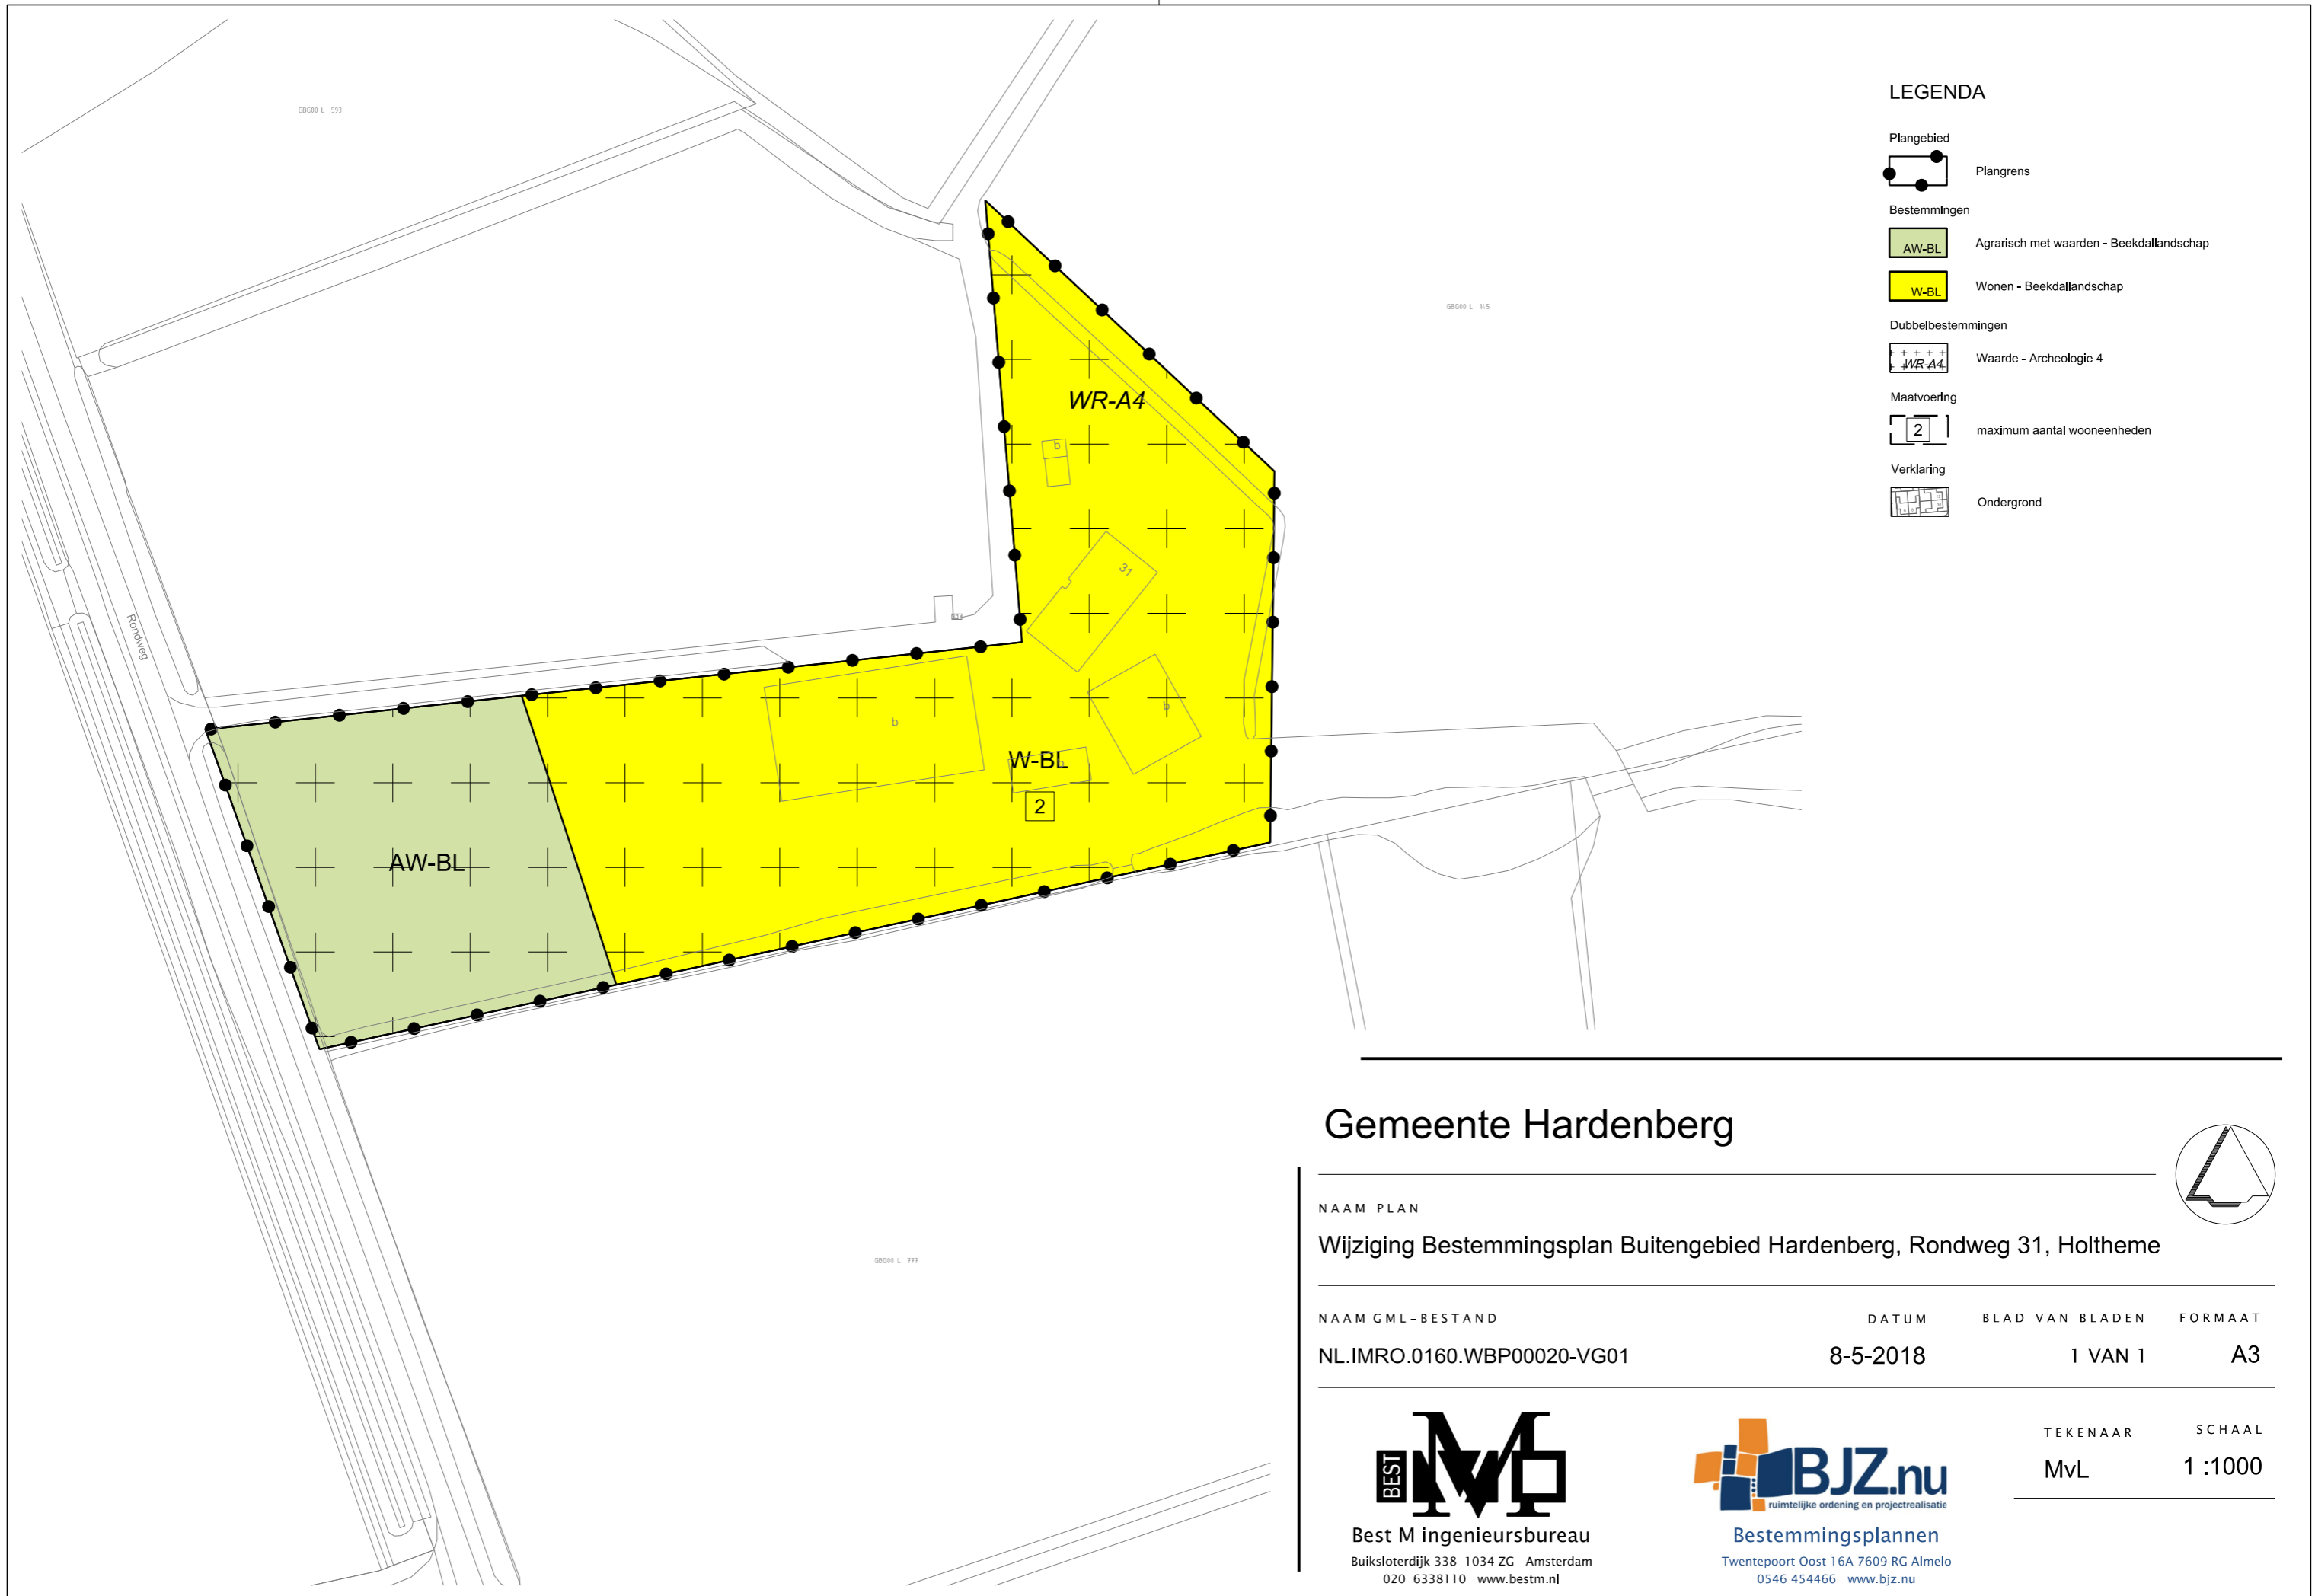 GBG00 L 593
GBG00 L 145
Rondweg
WR-A4
b
31
b
b
W-BL
2
AW-BL
LEGENDA
Plangebied
Plangrens
Bestemmingen
AW-BL Agrarisch met waarden - Beekdallandschap
W-BL Wonen - Beekdallandschap
Dubbelbestemmingen
WR-A4 Waarde - Archeologie 4
Maatvoering
2 maximum aantal wooneenheden
Verklaring
Ondergrond
Gemeente Hardenberg
NAAM PLAN
Wijziging Bestemmingsplan Buitengebied Hardenberg, Rondweg 31, Holtheme
NAAM GML-BESTAND DATUM BLAD VAN BLADEN FORMAAT
NL.IMRO.0160.WBP00020-VG01 8-5-2018 1 VAN 1 A3
TEKENAAR SCHAAL
MvL 1 :1000
BEST M
Best M ingenieursbureau
Buiksloterdijk 338 1034 ZG Amsterdam
020 6338110 www.bestm.nl
BJZ.nu
ruimtelijke ordening en projectrealisatie
Bestemmingsplannen
Twentepoort Oost 16A 7609 RG Almelo
0546 454466 www.bjz.nu